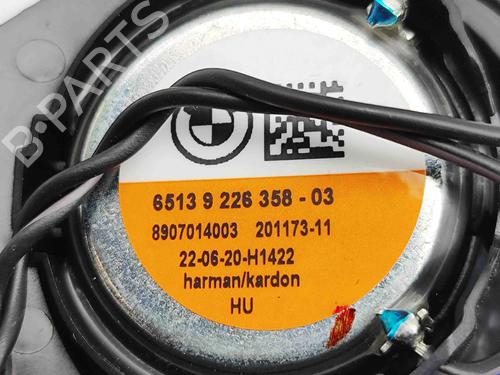 B-PARTS
6513 9 226 358 - 03
8907014003 201173-11
22-06-20-H1422
harman/kardon
HU